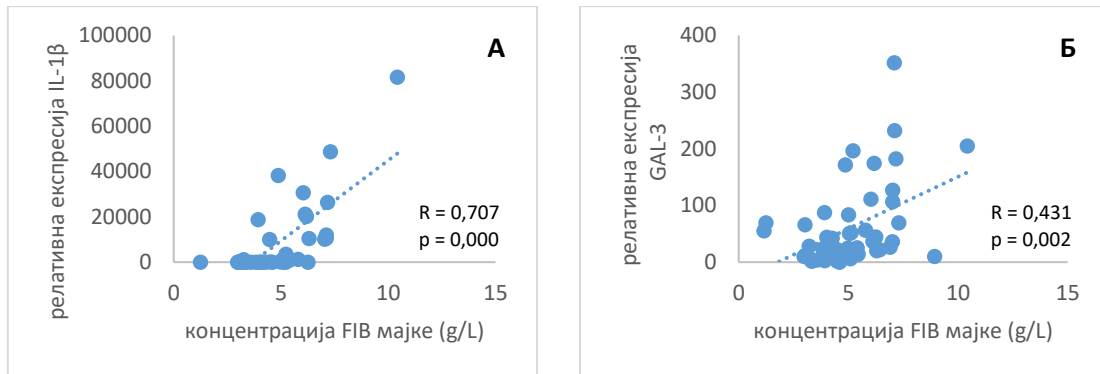 А
релативна експресија IL-1β
100000
80000
60000
40000
20000
0
R = 0,707
p = 0,000
0
5
10
15
концентрација FIB мајке (g/L)
Б
релативна експресија
GAL-3
400
300
200
100
0
R = 0,431
p = 0,002
0
5
10
15
концентрација FIB мајке (g/L)